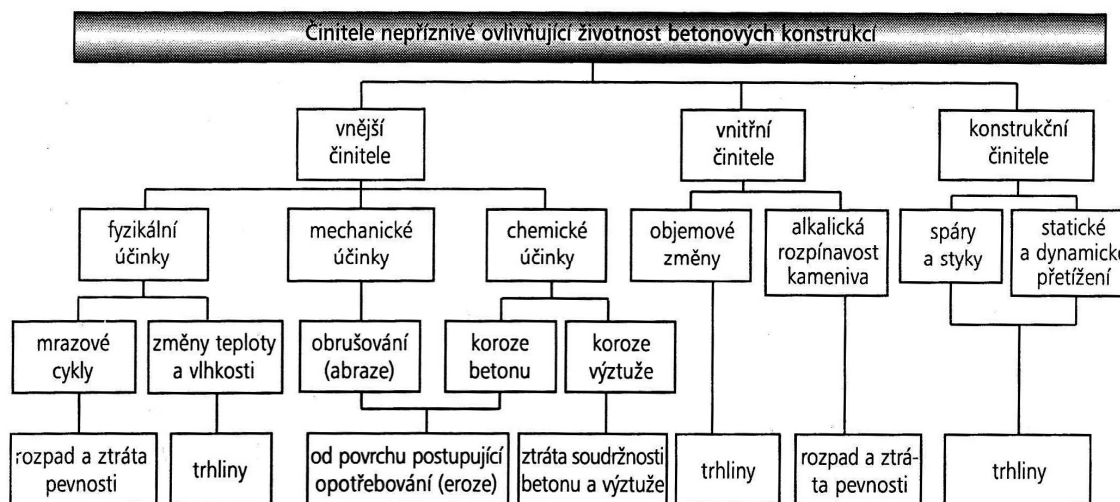 Činitele nepříznivě ovlivňující životnost betonových konstrukcí
vnější
činitele
vnitřní
činitele
konstrukční
činitele
fyzikální
účinky
mechanické
účinky
chemické
účinky
objemové
změny
alkalická
rozpínavost
kameniva
spáry
a styky
statické
a dynamické
přetížení
mrazové
cykly
změny teploty
a vlhkosti
obrušování
(abraze)
koroze
betonu
koroze
výztuže
rozpad a ztráta
pevnosti
trhliny
od povrchu postupující
opotřebování (eroze)
ztráta soudržnosti
betonu a výztuže
trhliny
rozpad a ztrá-
ta pevnosti
trhliny